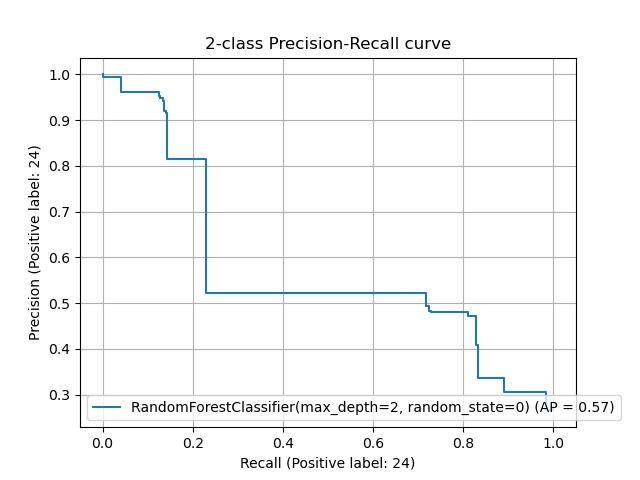 2-class Precision-Recall curve
Precision (Positive label: 24)
1.0
0.9
0.8
0.7
0.6
0.5
0.4
0.3
RandomForestClassifier(max_depth=2, random_state=0) (AP = 0.57)
0.0 0.2 0.4 0.6 0.8 1.0
Recall (Positive label: 24)